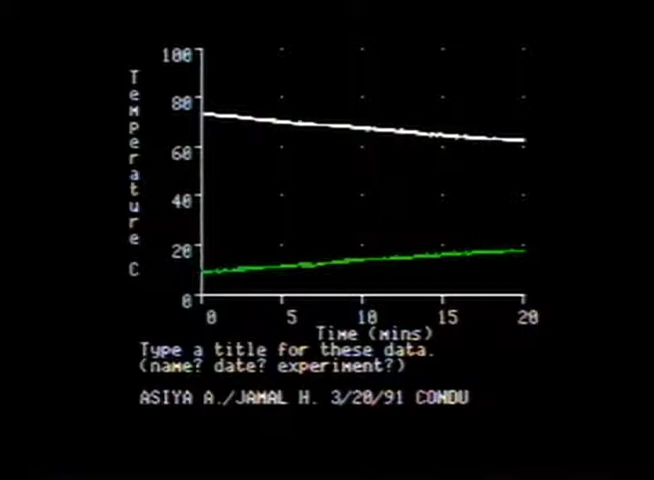 100
80
60
40
20
0
Temperature C
0 5 10 15 20
Time (mins)
Type a title for these data.
(name? date? experiment?)
ASIYA A./JAMAL H. 3/20/91 CONDU